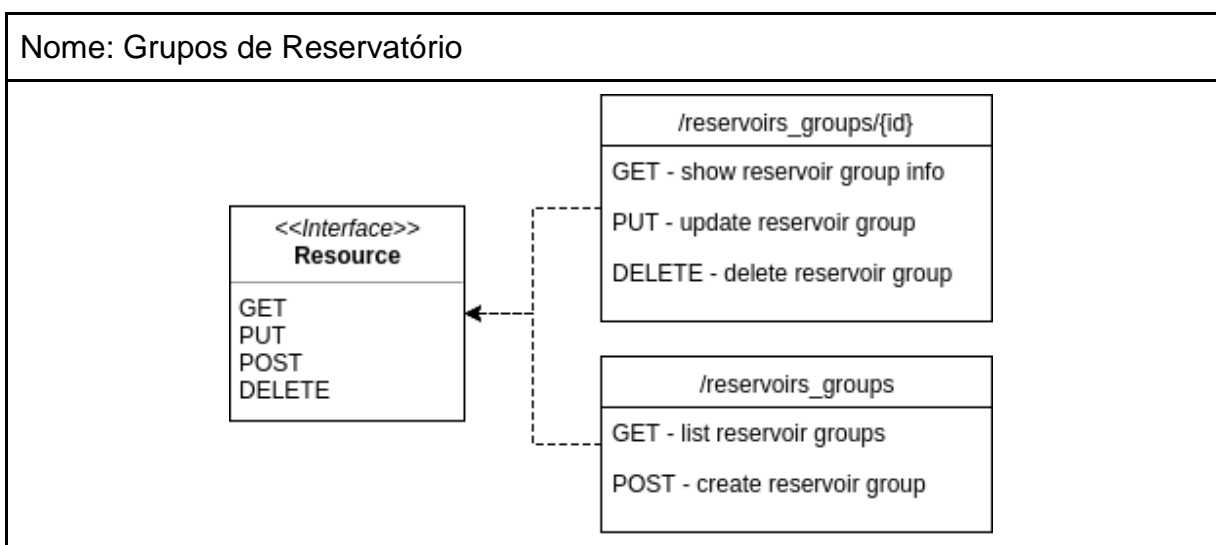 Nome: Grupos de Reservatório
<<Interface>>
Resource
GET
PUT
POST
DELETE
/reservoirs_groups/{id}
GET - show reservoir group info
PUT - update reservoir group
DELETE - delete reservoir group
/reservoirs_groups
GET - list reservoir groups
POST - create reservoir group